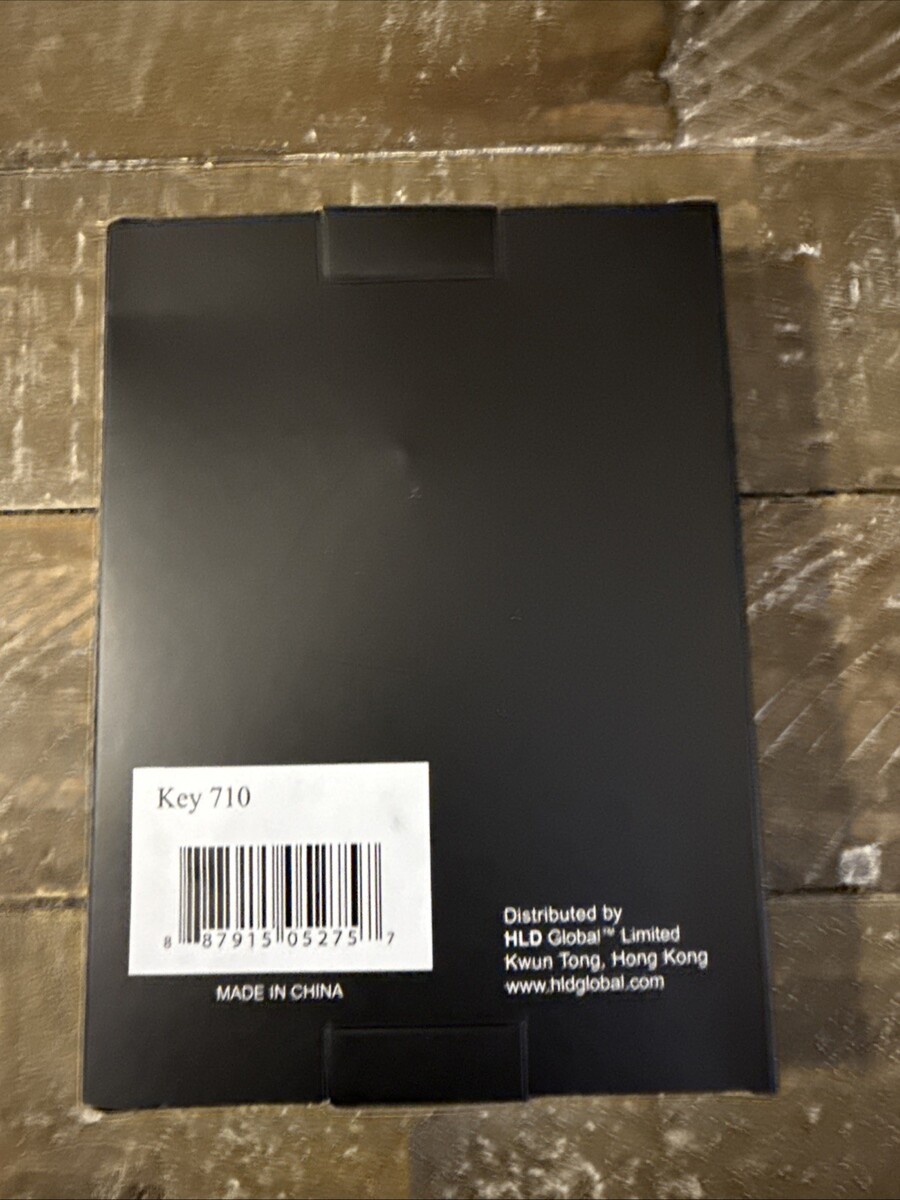 Key 710
8 87915 05275 7
MADE IN CHINA
Distributed by
HLD Global™ Limited
Kwun Tong, Hong Kong
www.hldglobal.com